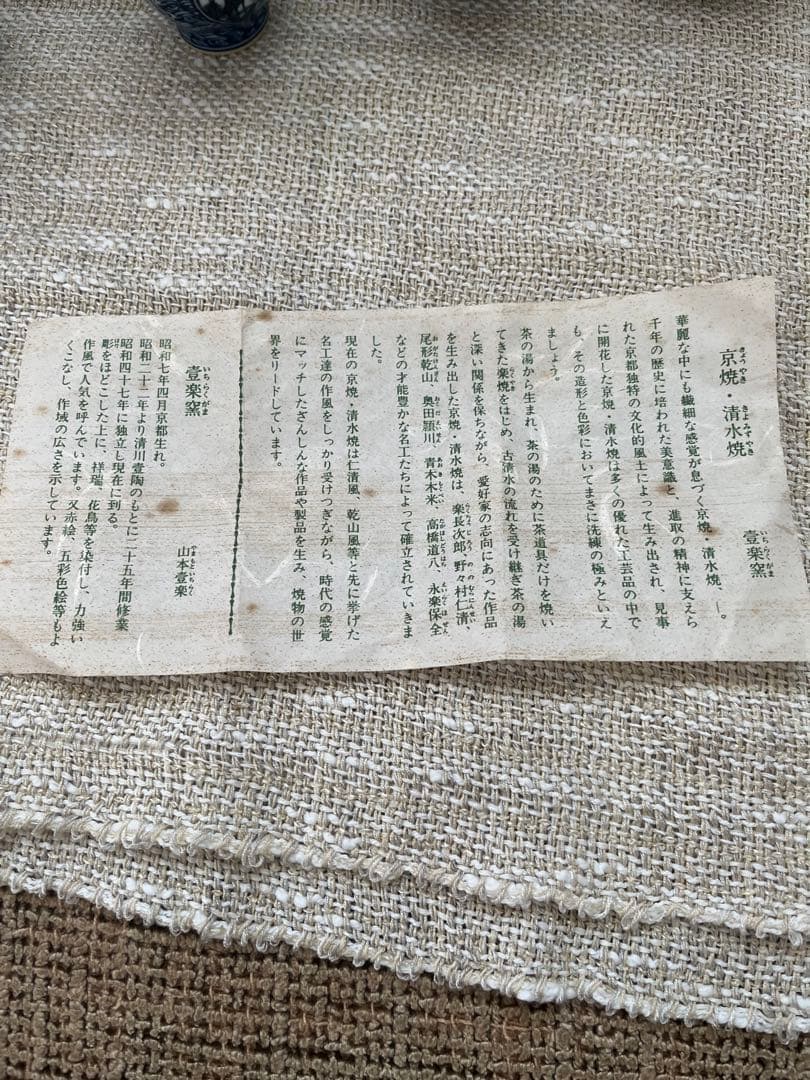 京焼・清水焼
壹楽窯
華麗な中にも繊細な感覚が息づく京焼・清水焼、―。
千年の歴史に培われた美意識と、進取の精神に支えら
れた京都独特の文化的風土によって生み出され、見事
に開花した京焼・清水焼は多くの優れた工芸品の中で
も、その造形と色彩においてまさに洗練の極みといえ
ましょう。
茶の湯から生まれ、茶の湯のために茶道具だけを焼い
てきた楽焼をはじめ、古清水の流れを受け継ぎ茶の湯
と深い関係を保ちながら、愛好家の志向にあった作品
を生み出した京焼・清水焼は、楽長次郎、野々村仁清、
尾形乾山、奥田頴川、青木木米、高橋道八、永楽保全
などの才能豊かな名工たちによって確立されていきま
した。
現在の京焼・清水焼は仁清風、乾山風等と先に挙げた
名工達の作風をしっかり受けつぎながら、時代の感覚
にマッチしたざんしんな作品や製品を生み、焼物の世
界をリードしています。
壹楽窯
山本壹楽
昭和七年四月京都生れ。
昭和二十二年より清川壹陶のもとに二十五年間修業
昭和四十七年に独立し現在に到る。
彫をほどこした上に、祥瑞、花鳥等を染付し、力強い
作風で人気を呼んでいます。又赤絵、五彩色絵等もよ
くこなし、作域の広さを示しています。